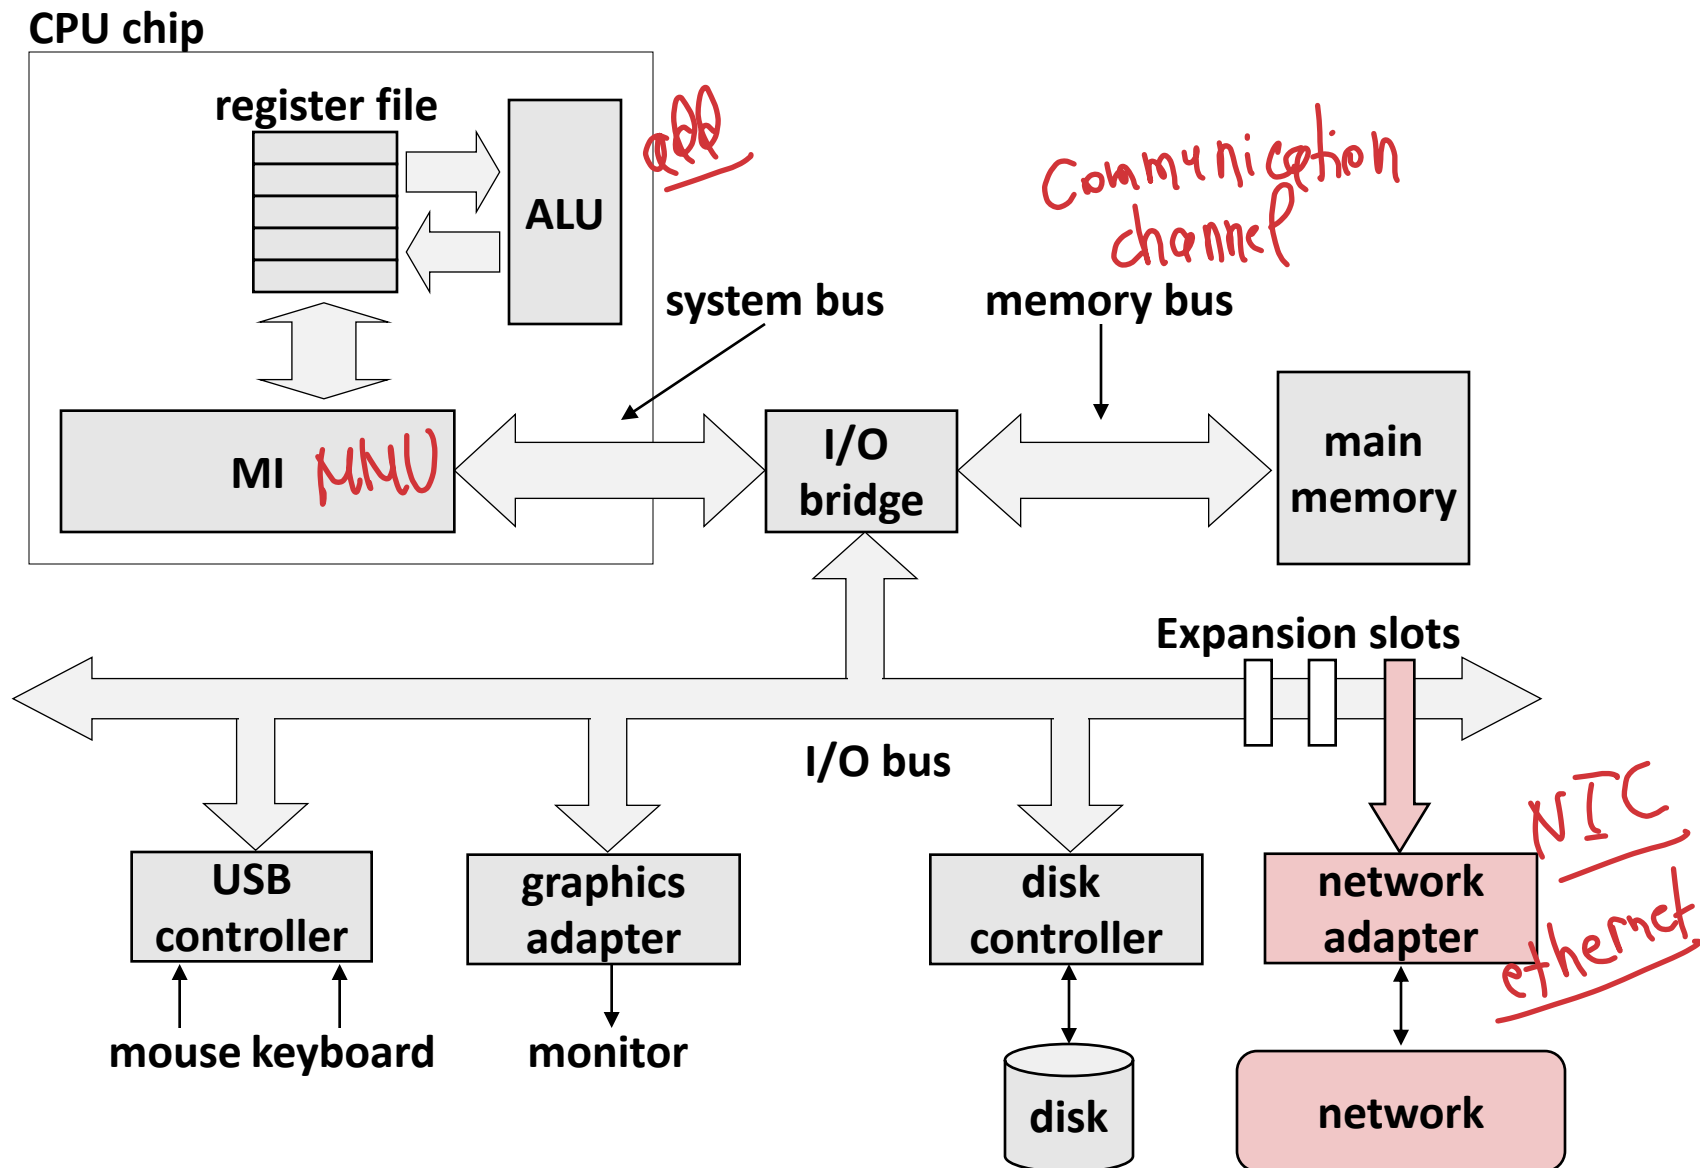 CPU chip
register file
ALU
add
Communication
channel
system bus
memory bus
MI MMU
I/O
bridge
main
memory
Expansion slots
I/O bus
NIC
ethernet
USB
controller
graphics
adapter
disk
controller
network
adapter
mouse keyboard
monitor
disk
network